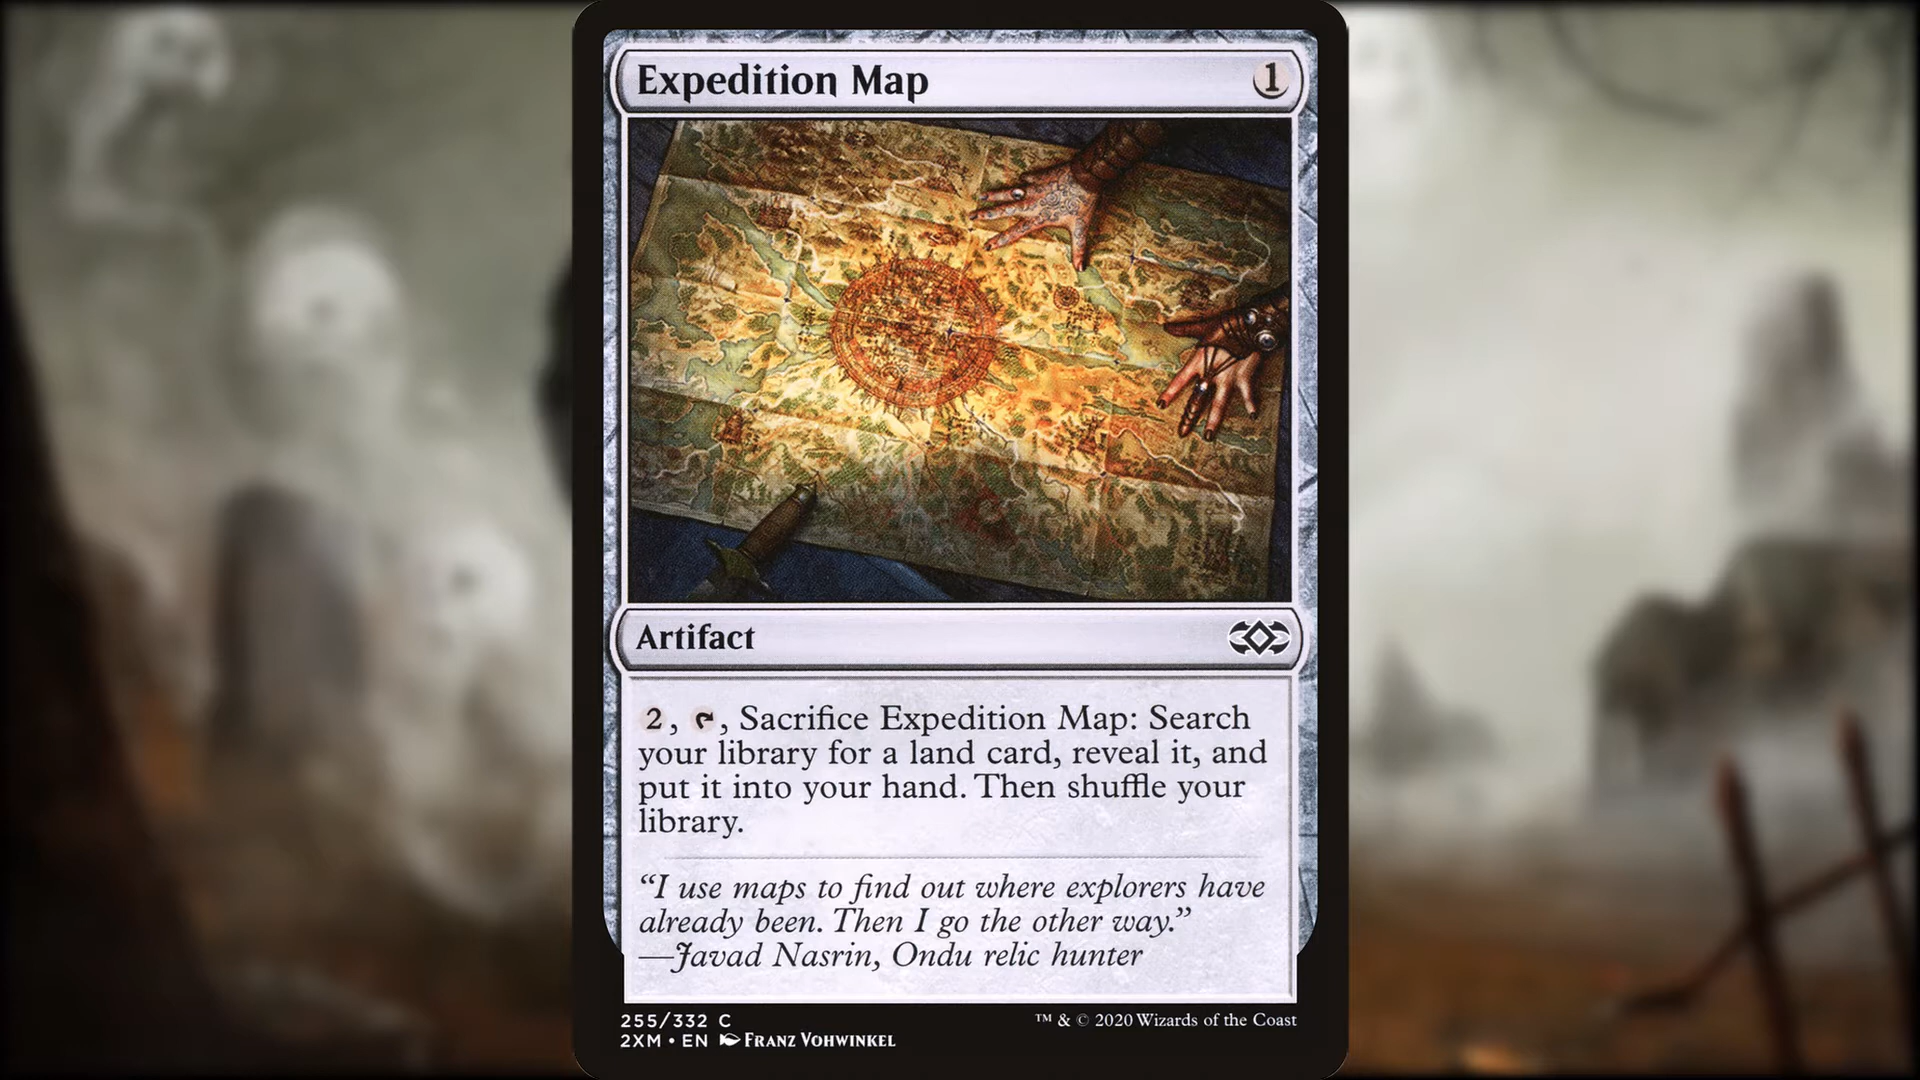 Expedition Map 1
Artifact
2, , Sacrifice Expedition Map: Search
your library for a land card, reveal it, and
put it into your hand. Then shuffle your
library.
“I use maps to find out where explorers have
already been. Then I go the other way.”
—Javad Nasrin, Ondu relic hunter
255/332 C
™ & © 2020 Wizards of the Coast
2XM • EN Franz Vohwinkel